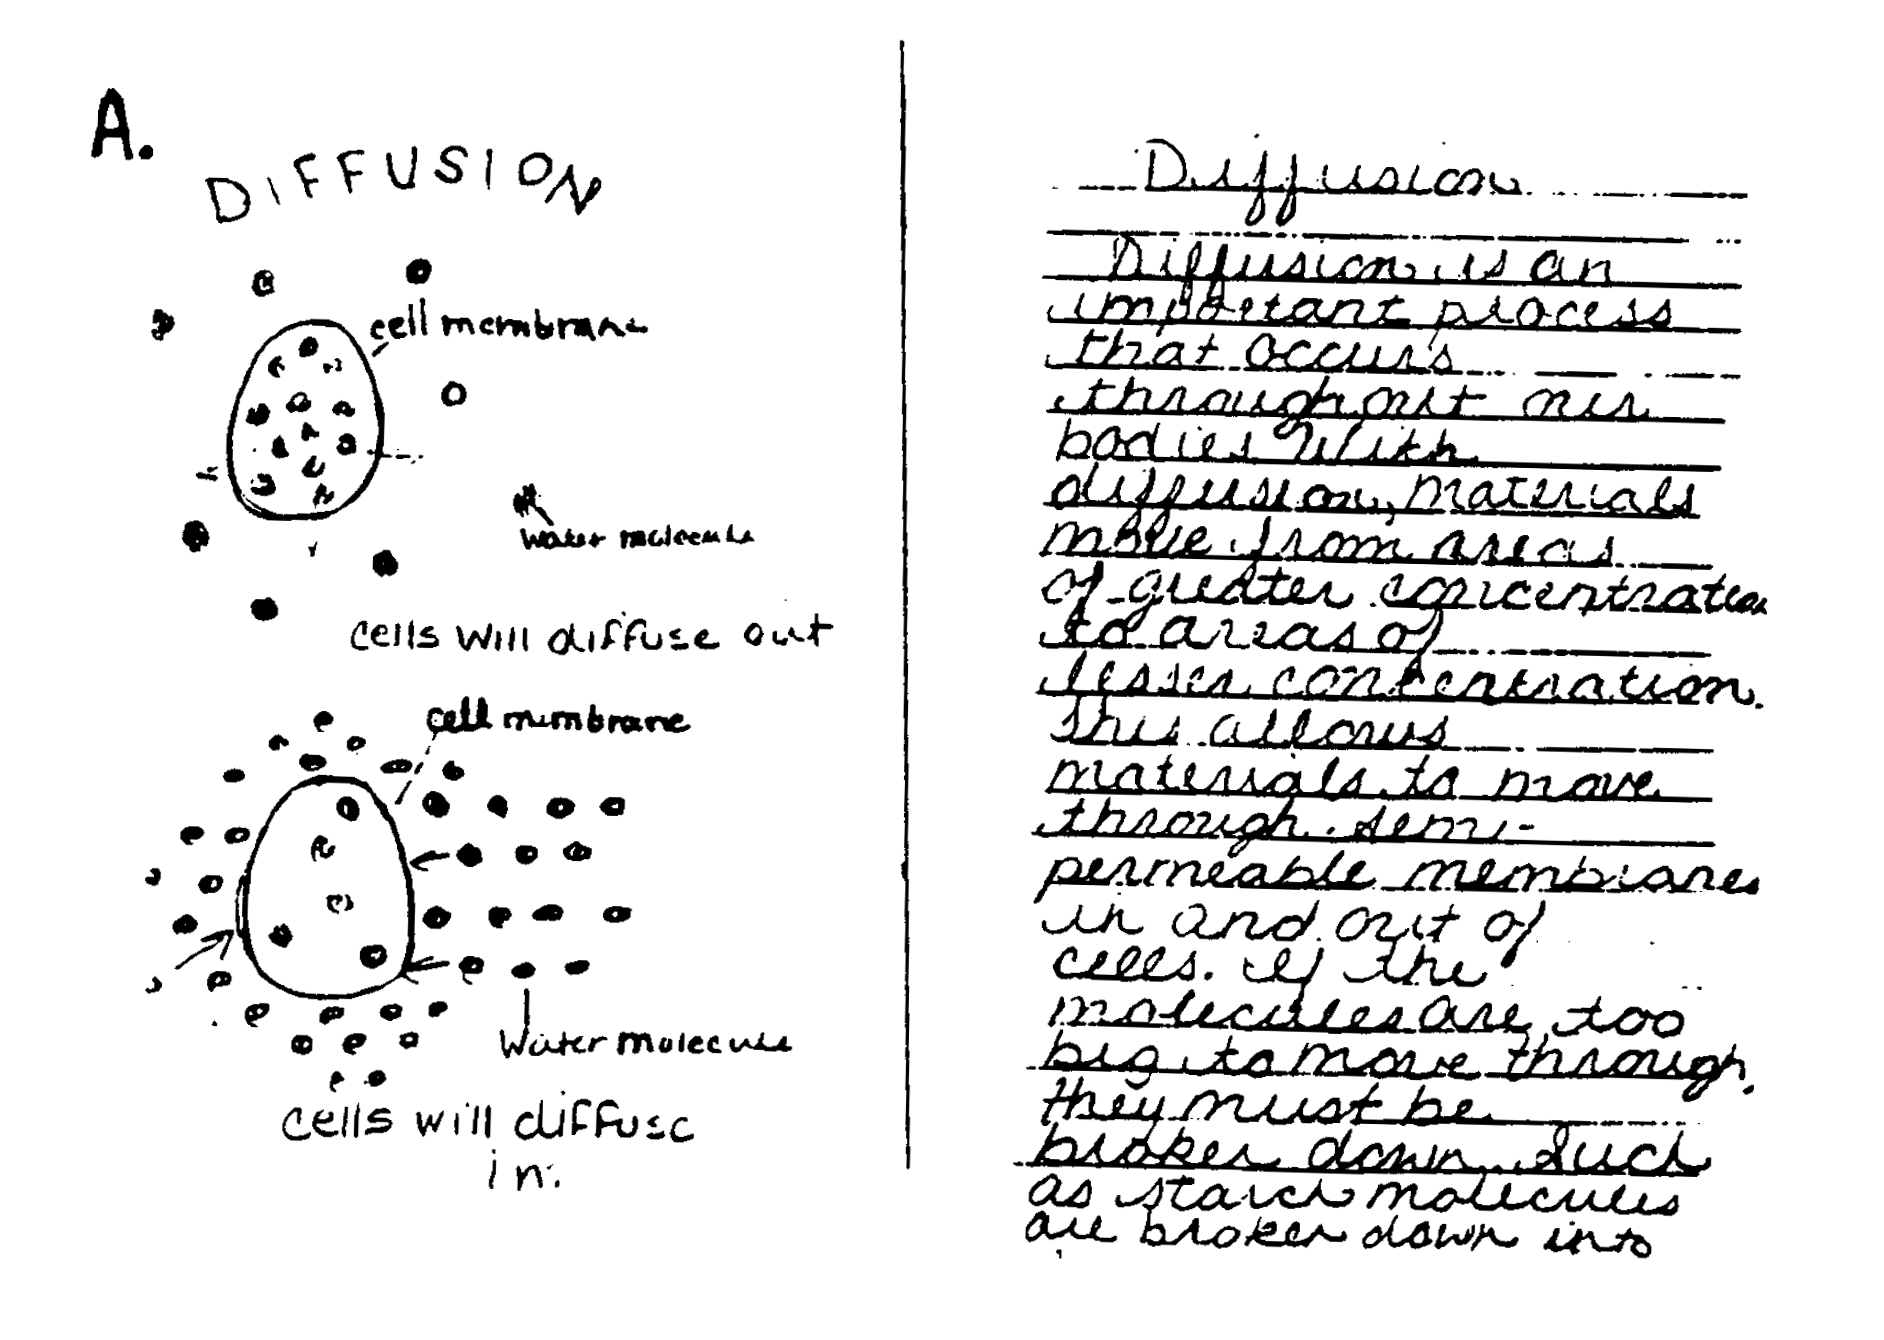 A.
DIFFUSION
cell membrane
water molecule
cells will diffuse out
cell membrane
water molecule
cells will diffuse
in.
Diffusion
Diffusion is an
important process
that occurs
throughout our
bodies. With
diffusion, materials
move from areas
of greater concentration
to areas of
lesser concentration.
This allows
materials to move
through semi-
permeable membranes
in and out of
cells. If the
molecules are too
big to move through,
they must be
broken down. Such
as starch molecules
are broken down into